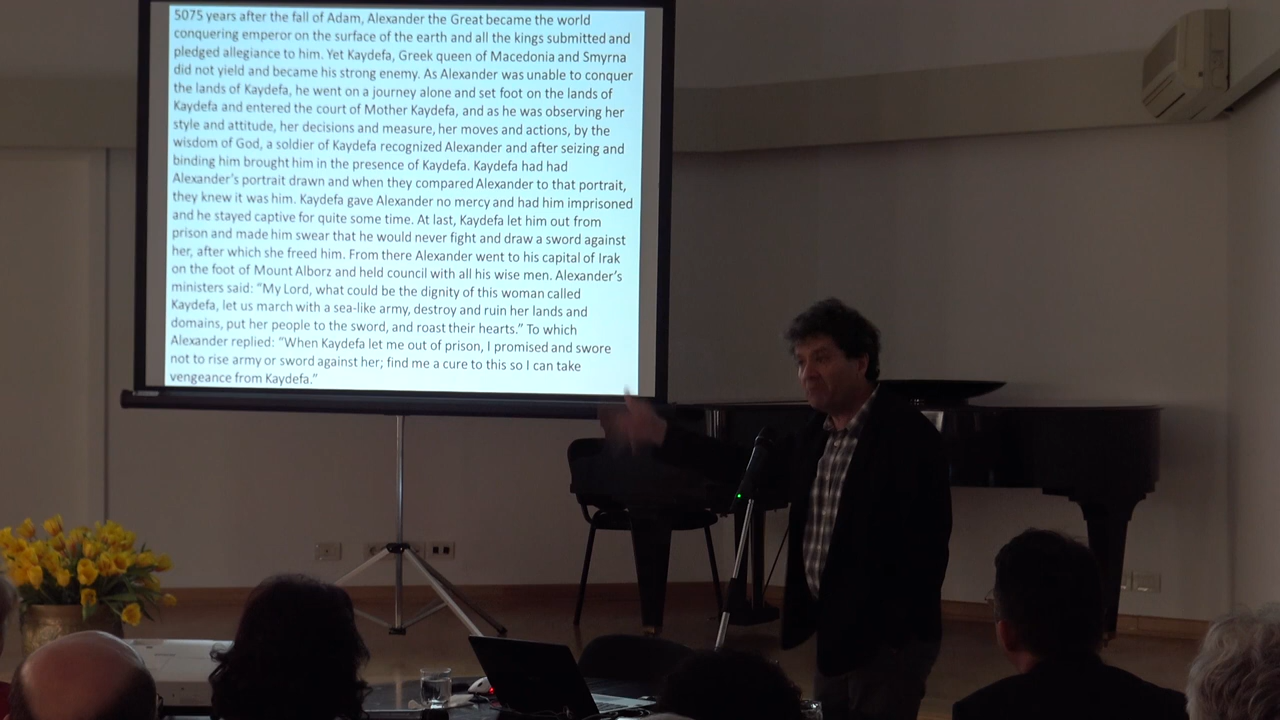 5075 years after the fall of Adam, Alexander the Great became the world
conquering emperor on the surface of the earth and all the kings submitted and
pledged allegiance to him. Yet Kaydefa, Greek queen of Macedonia and Smyrna
did not yield and became his strong enemy. As Alexander was unable to conquer
the lands of Kaydefa, he went on a journey alone and set foot on the lands of
Kaydefa and entered the court of Mother Kaydefa, and as he was observing her
style and attitude, her decisions and measure, her moves and actions, by the
wisdom of God, a soldier of Kaydefa recognized Alexander and after seizing and
binding him brought him in the presence of Kaydefa. Kaydefa had had
Alexander's portrait drawn and when they compared Alexander to that portrait,
they knew it was him. Kaydefa gave Alexander no mercy and had him imprisoned
and he stayed captive for quite some time. At last, Kaydefa let him out from
prison and made him swear that he would never fight and draw a sword against
her, after which she freed him. From there Alexander went to his capital of Irak
on the foot of Mount Alborz and held council with all his wise men. Alexander's
ministers said: “My Lord, what could be the dignity of this woman called
Kaydefa, let us march with a sea-like army, destroy and ruin her lands and
domains, put her people to the sword, and roast their hearts.” To which
Alexander replied: “When Kaydefa let me out of prison, I promised and swore
not to rise army or sword against her; find me a cure to this so I can take
vengeance from Kaydefa.”